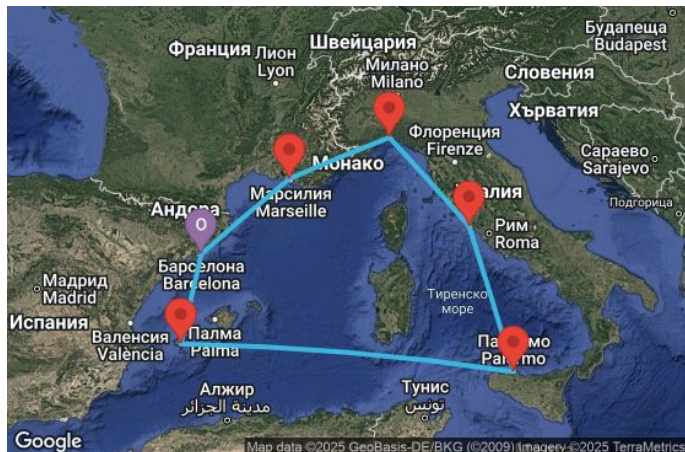 Будапеща
Budapest
Франция
Лион
Lyon
Швейцария
Милано
Milano
Словения
Хърватия
Флоренция
Firenze
Сараево
Sarajevo
Монако
Марсилия
Marseille
Андора
Подгорица
O
Рим
Roma
Барселона
Barcelona
Мадрид
Madrid
Тиренско
море
Испания
Валенсия
València
Палма
Palma
Алжир
مدينة الجزائر
Тунис
تونس
Google
Map data ©2025 GeoBasis-DE/BKG (©2009) Imagery ©2025 TerraMetrics